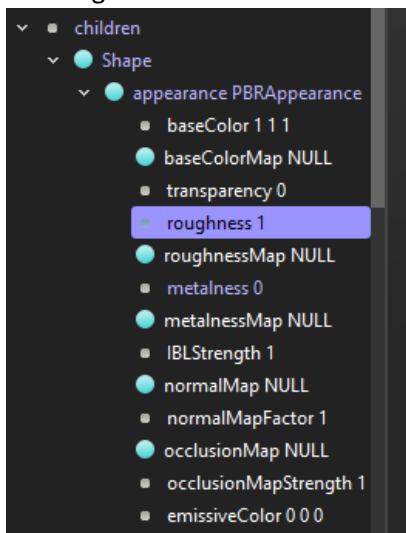 children
Shape
appearance PBRAppearance
baseColor 1 1 1
baseColorMap NULL
transparency 0
roughness 1
roughnessMap NULL
metalness 0
metalnessMap NULL
IBLStrength 1
normalMap NULL
normalMapFactor 1
occlusionMap NULL
occlusionMapStrength 1
emissiveColor 0 0 0